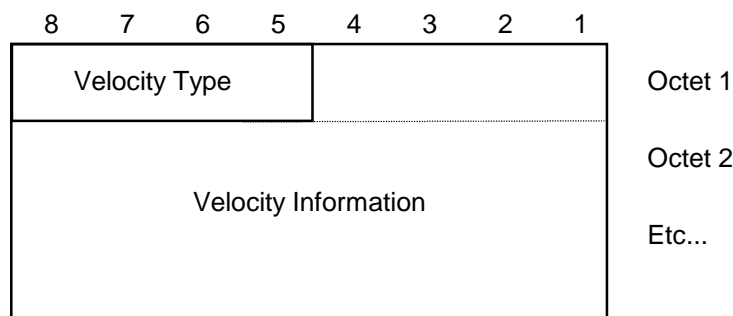 8 7 6 5 4 3 2 1
Velocity Type Octet 1
Octet 2
Velocity Information
Etc...